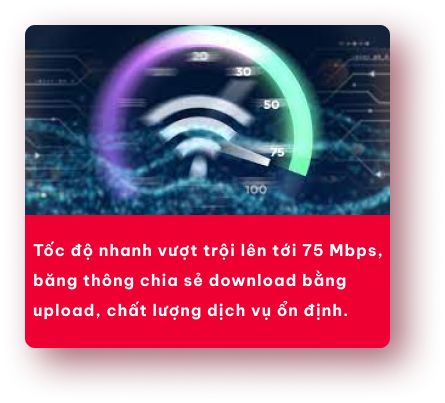 20
30
50
75
100
Tốc độ nhanh vượt trội lên tới 75 Mbps,
băng thông chia sẻ download bằng
upload, chất lượng dịch vụ ổn định.